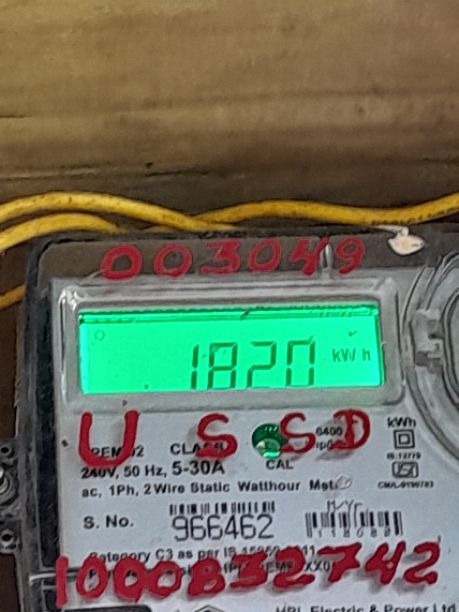 003049
1820 kWh
U S S D
kWh
CLASS
240V, 50 Hz, 5-30A
CAL
ac, 1Ph, 2 Wire Static Watthour Meter
S. No. 966462
M/Yr.
Category C3 as per IS
1000832742
HPL Electric & Power Ltd